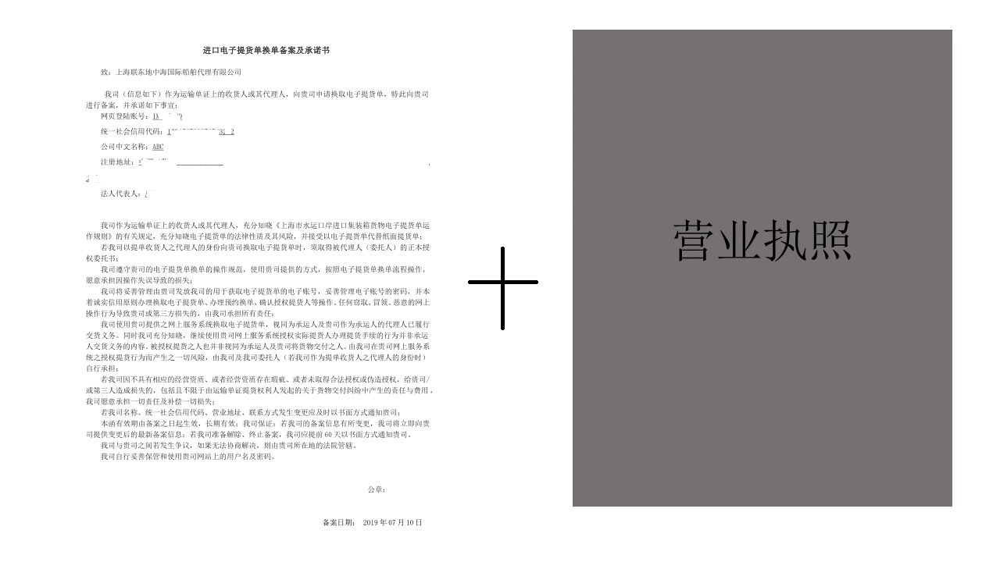 进口电子提货单换单备案及承诺书
致：上海联东地中海国际船舶代理有限公司
我司（信息如下）作为运输单证上的收货人或其代理人，向贵司申请换取电子提货单，特此向贵司
进行备案，并承诺如下事宜：
网页登陆账号：
统一社会信用代码：
公司中文名称：ABC
注册地址：
法人代表人：
我司作为运输单证上的收货人或其代理人，充分知晓《上海市水运口岸进口集装箱货物电子提货单运
作规则》的有关规定，充分知晓电子提货单的法律性质及其风险，并接受以电子提货单代替纸面提货单；
若我司以提单收货人之代理人的身份向贵司换取电子提货单时，须取得被代理人（委托人）的正本授
权委托书；
我司遵守贵司的电子提货单换单的操作规范，使用贵司提供的方式，按照电子提货单换单流程操作，
愿意承担因操作失误导致的损失；
我司将妥善管理由贵司发放我司的用于获取电子提货单的电子账号，妥善管理电子账号的密码，并本
着诚实信用原则办理换取电子提货单、办理预约换单、确认授权提货人等操作。任何窃取、冒领、恶意的网上
操作行为导致贵司或第三方损失的，由我司承担所有责任；
我司使用贵司提供之网上服务系统换取电子提货单，视同为承运人及贵司作为承运人的代理人已履行
交货义务。同时我司充分知晓，继续使用贵司网上服务系统授权实际提货人办理提货手续的行为并非承运
人交货义务的内容。被授权提货之人也并非视同为承运人及贵司将货物交付之人。由我司在贵司网上服务系
统之授权提货行为而产生之一切风险，由我司及我司委托人（若我司作为提单收货人之代理人的身份时）
自行承担；
若我司因不具有相应的经营资质、或者经营资质存在瑕疵、或者未取得合法授权或伪造授权，给贵司/
或第三人造成损失的，包括且不限于由运输单证提货权利人发起的关于货物交付纠纷中产生的责任与费用，
我司愿意承担一切责任及补偿一切损失；
若我司名称、统一社会信用代码、营业地址、联系方式发生变更应及时以书面方式通知贵司；
本函有效期由备案之日起生效，长期有效；我司保证：若我司的备案信息有所变更，我司将立即向贵
司提供变更后的最新备案信息；若我司准备解除、终止备案，我司应提前 60 天以书面方式通知贵司。
我司与贵司之间若发生争议，如果无法协商解决，则由贵司所在地的法院管辖。
我司自行妥善保管和使用贵司网站上的用户名及密码。
公章：
备案日期： 2019 年 07 月 10 日
营业执照